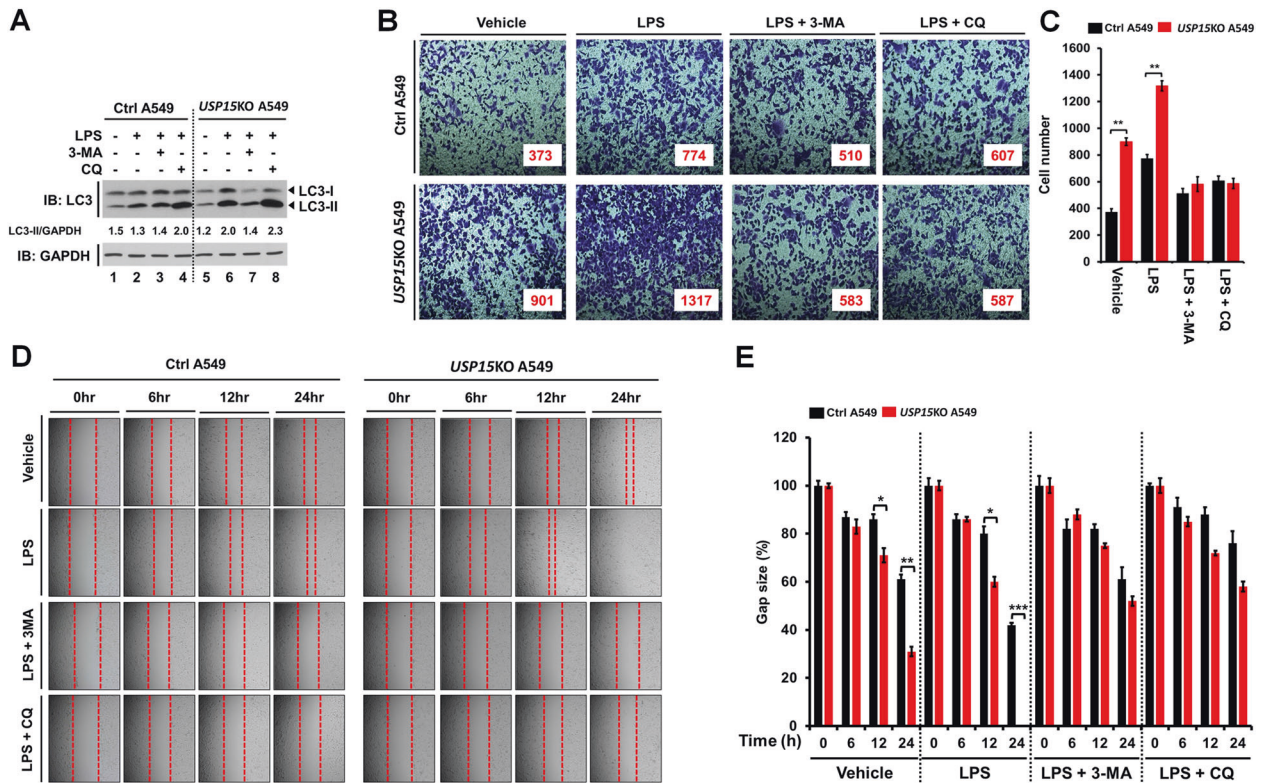 A
Ctrl A549 USP15KO A549
LPS - + + + - + + +
3-MA - - + - - - + -
CQ - - - + - - - +
IB: LC3
LC3-I
LC3-II
LC3-II/GAPDH 1.5 1.3 1.4 2.0 1.2 2.0 1.4 2.3
IB: GAPDH
1 2 3 4 5 6 7 8
B
Vehicle LPS LPS + 3-MA LPS + CQ
Ctrl A549
373 774 510 607
USP15KO A549
901 1317 583 587
C
Ctrl A549 USP15KO A549
Cell number
1600
1400
1200
1000
800
600
400
200
0
** **
Vehicle LPS LPS + 3-MA LPS + CQ
D
Ctrl A549 USP15KO A549
0hr 6hr 12hr 24hr 0hr 6hr 12hr 24hr
Vehicle
LPS
LPS + 3MA
LPS + CQ
E
Ctrl A549 USP15KO A549
Gap size (%)
120
100
80
60
40
20
0
* ** * ***
Time (h) 0 6 12 24 0 6 12 24 0 6 12 24 0 6 12 24
Vehicle LPS LPS + 3-MA LPS + CQ